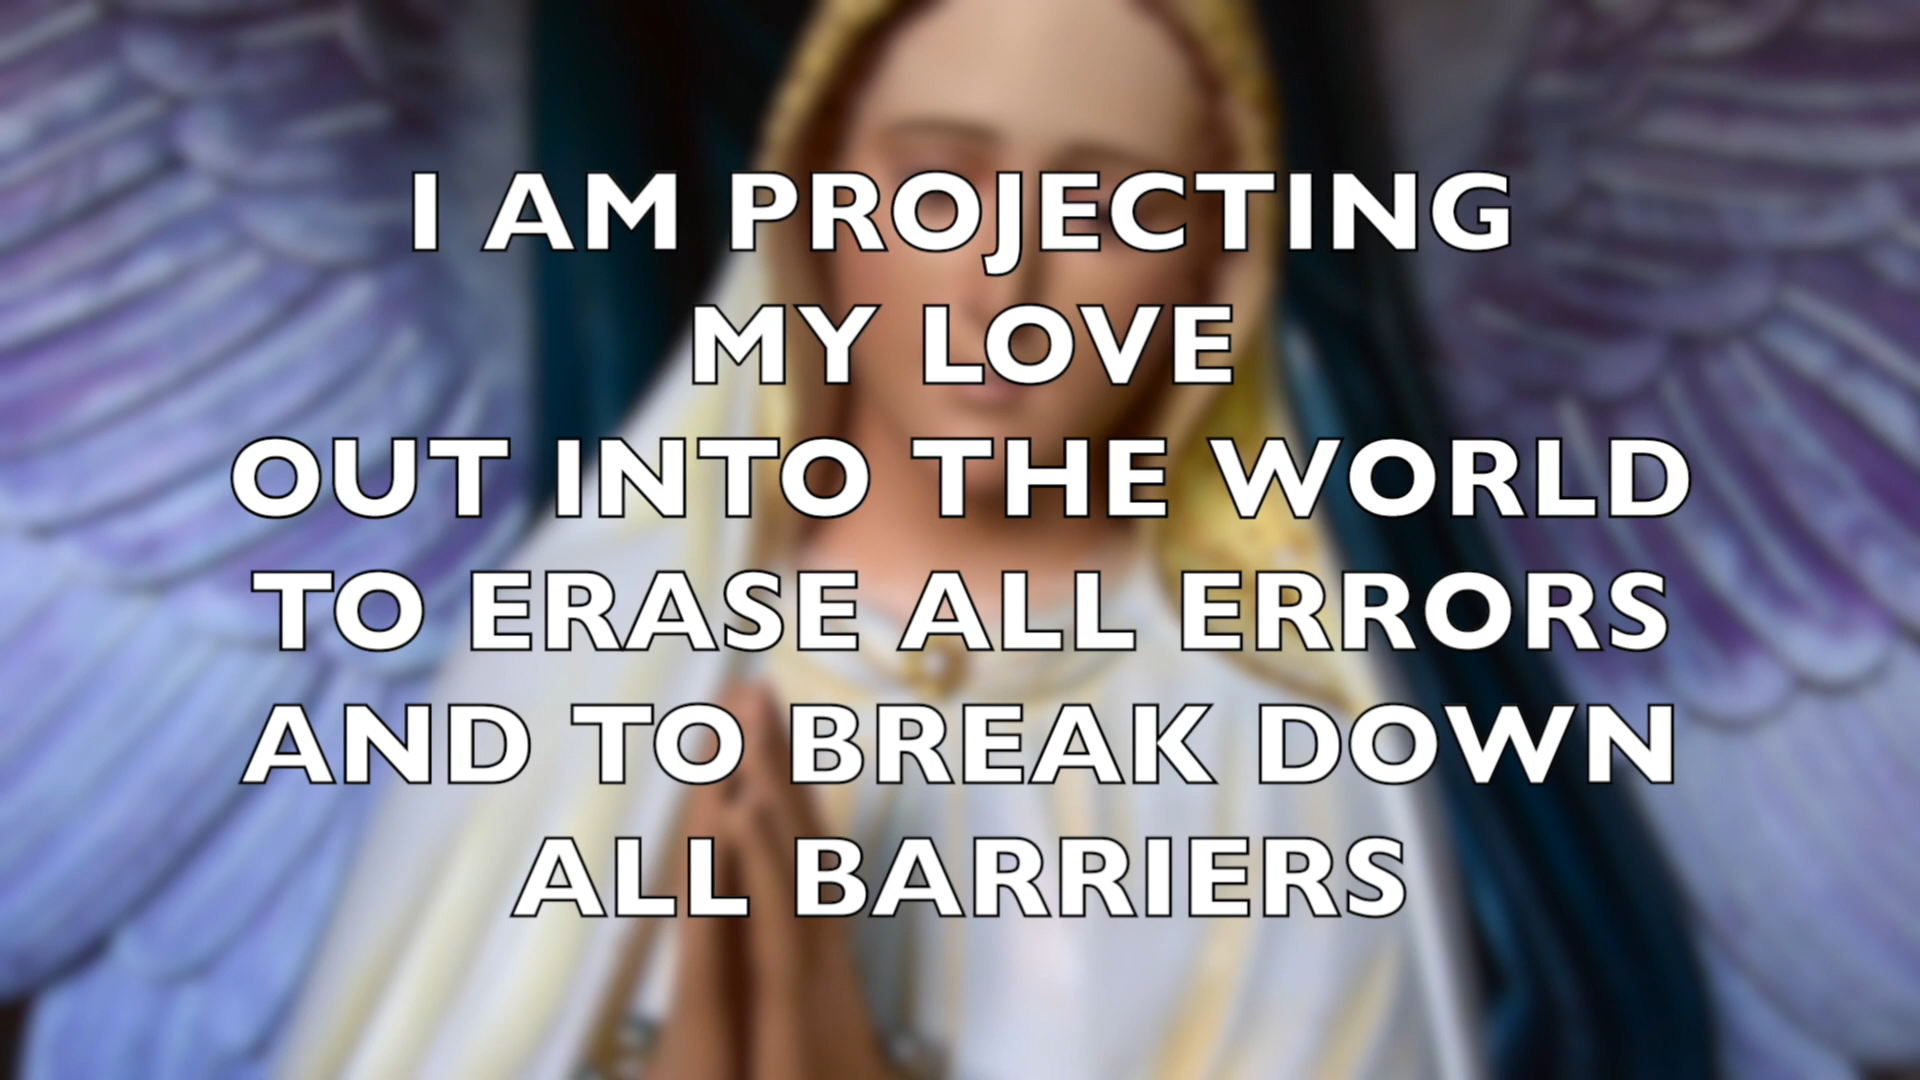 I AM PROJECTING
MY LOVE
OUT INTO THE WORLD
TO ERASE ALL ERRORS
AND TO BREAK DOWN
ALL BARRIERS